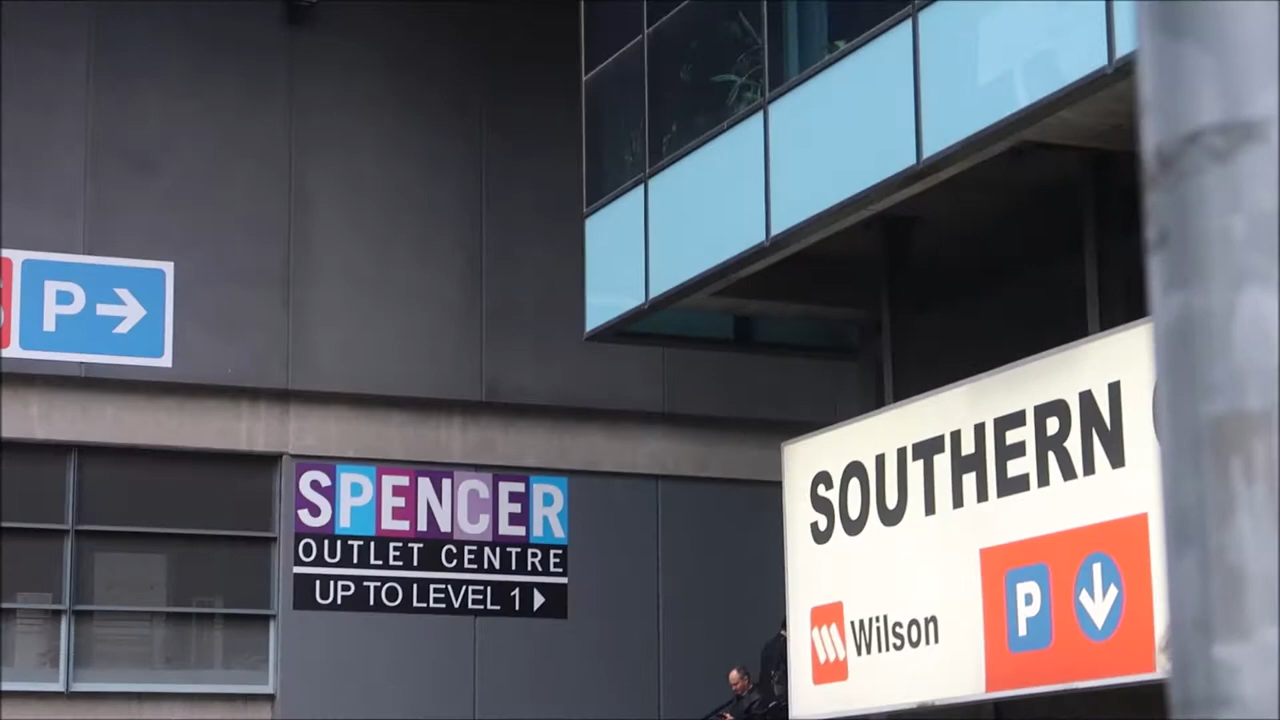 P
SPENCER
OUTLET CENTRE
UP TO LEVEL 1
SOUTHERN
Wilson
P